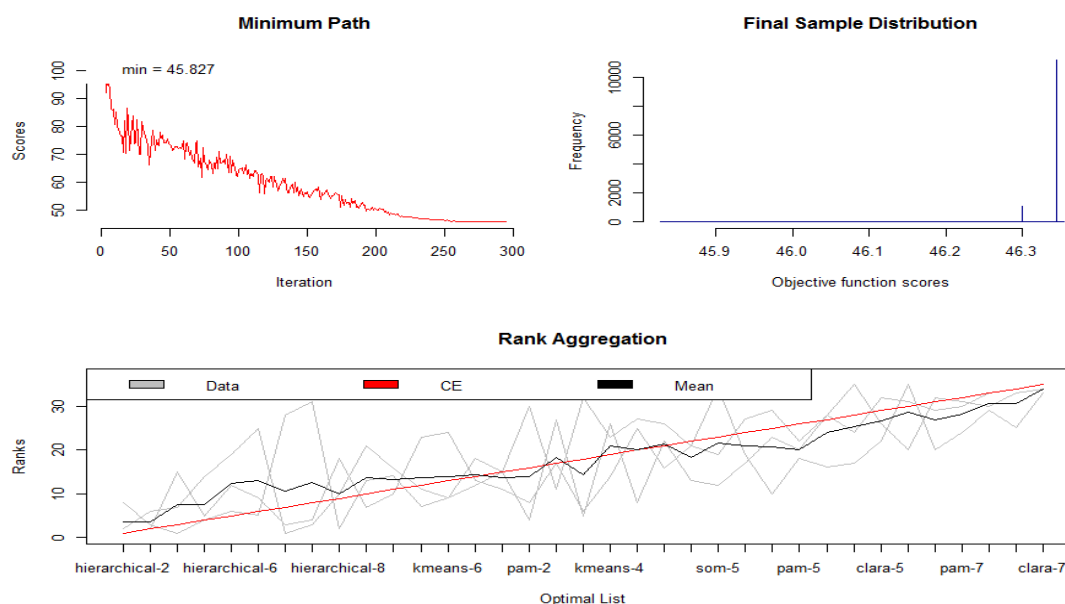 Minimum Path
min = 45.827
Scores
100
90
80
70
60
50
0 50 100 150 200 250 300
Iteration
Final Sample Distribution
Frequency
10000
6000
2000
0
45.9 46.0 46.1 46.2 46.3
Objective function scores
Rank Aggregation
Data CE Mean
Ranks
30
20
10
0
hierarchical-2 hierarchical-6 hierarchical-8 kmeans-6 pam-2 kmeans-4 som-5 pam-5 clara-5 pam-7 clara-7
Optimal List